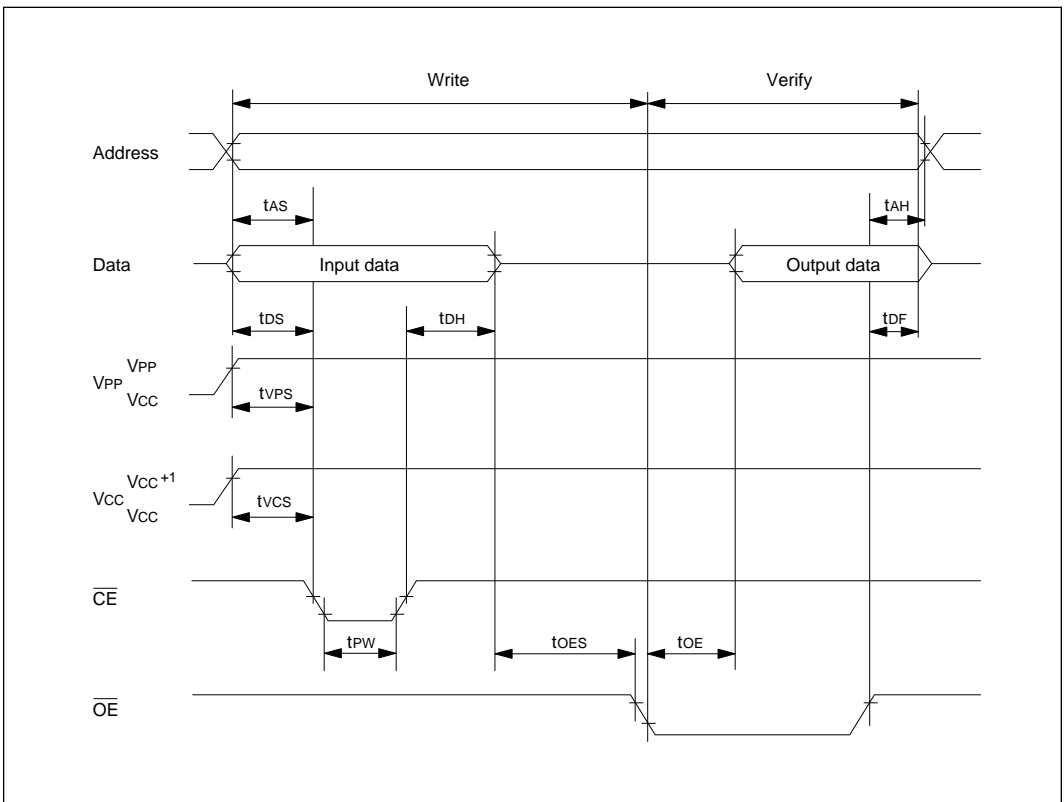 Write
Verify
Address
tAS
tAH
Data
Input data
Output data
tDS
tDH
tDF
VPP
VPP
VCC
tVPS
VCC+1
VCC
VCC
tVCS
CE
tPW
tOES
tOE
OE